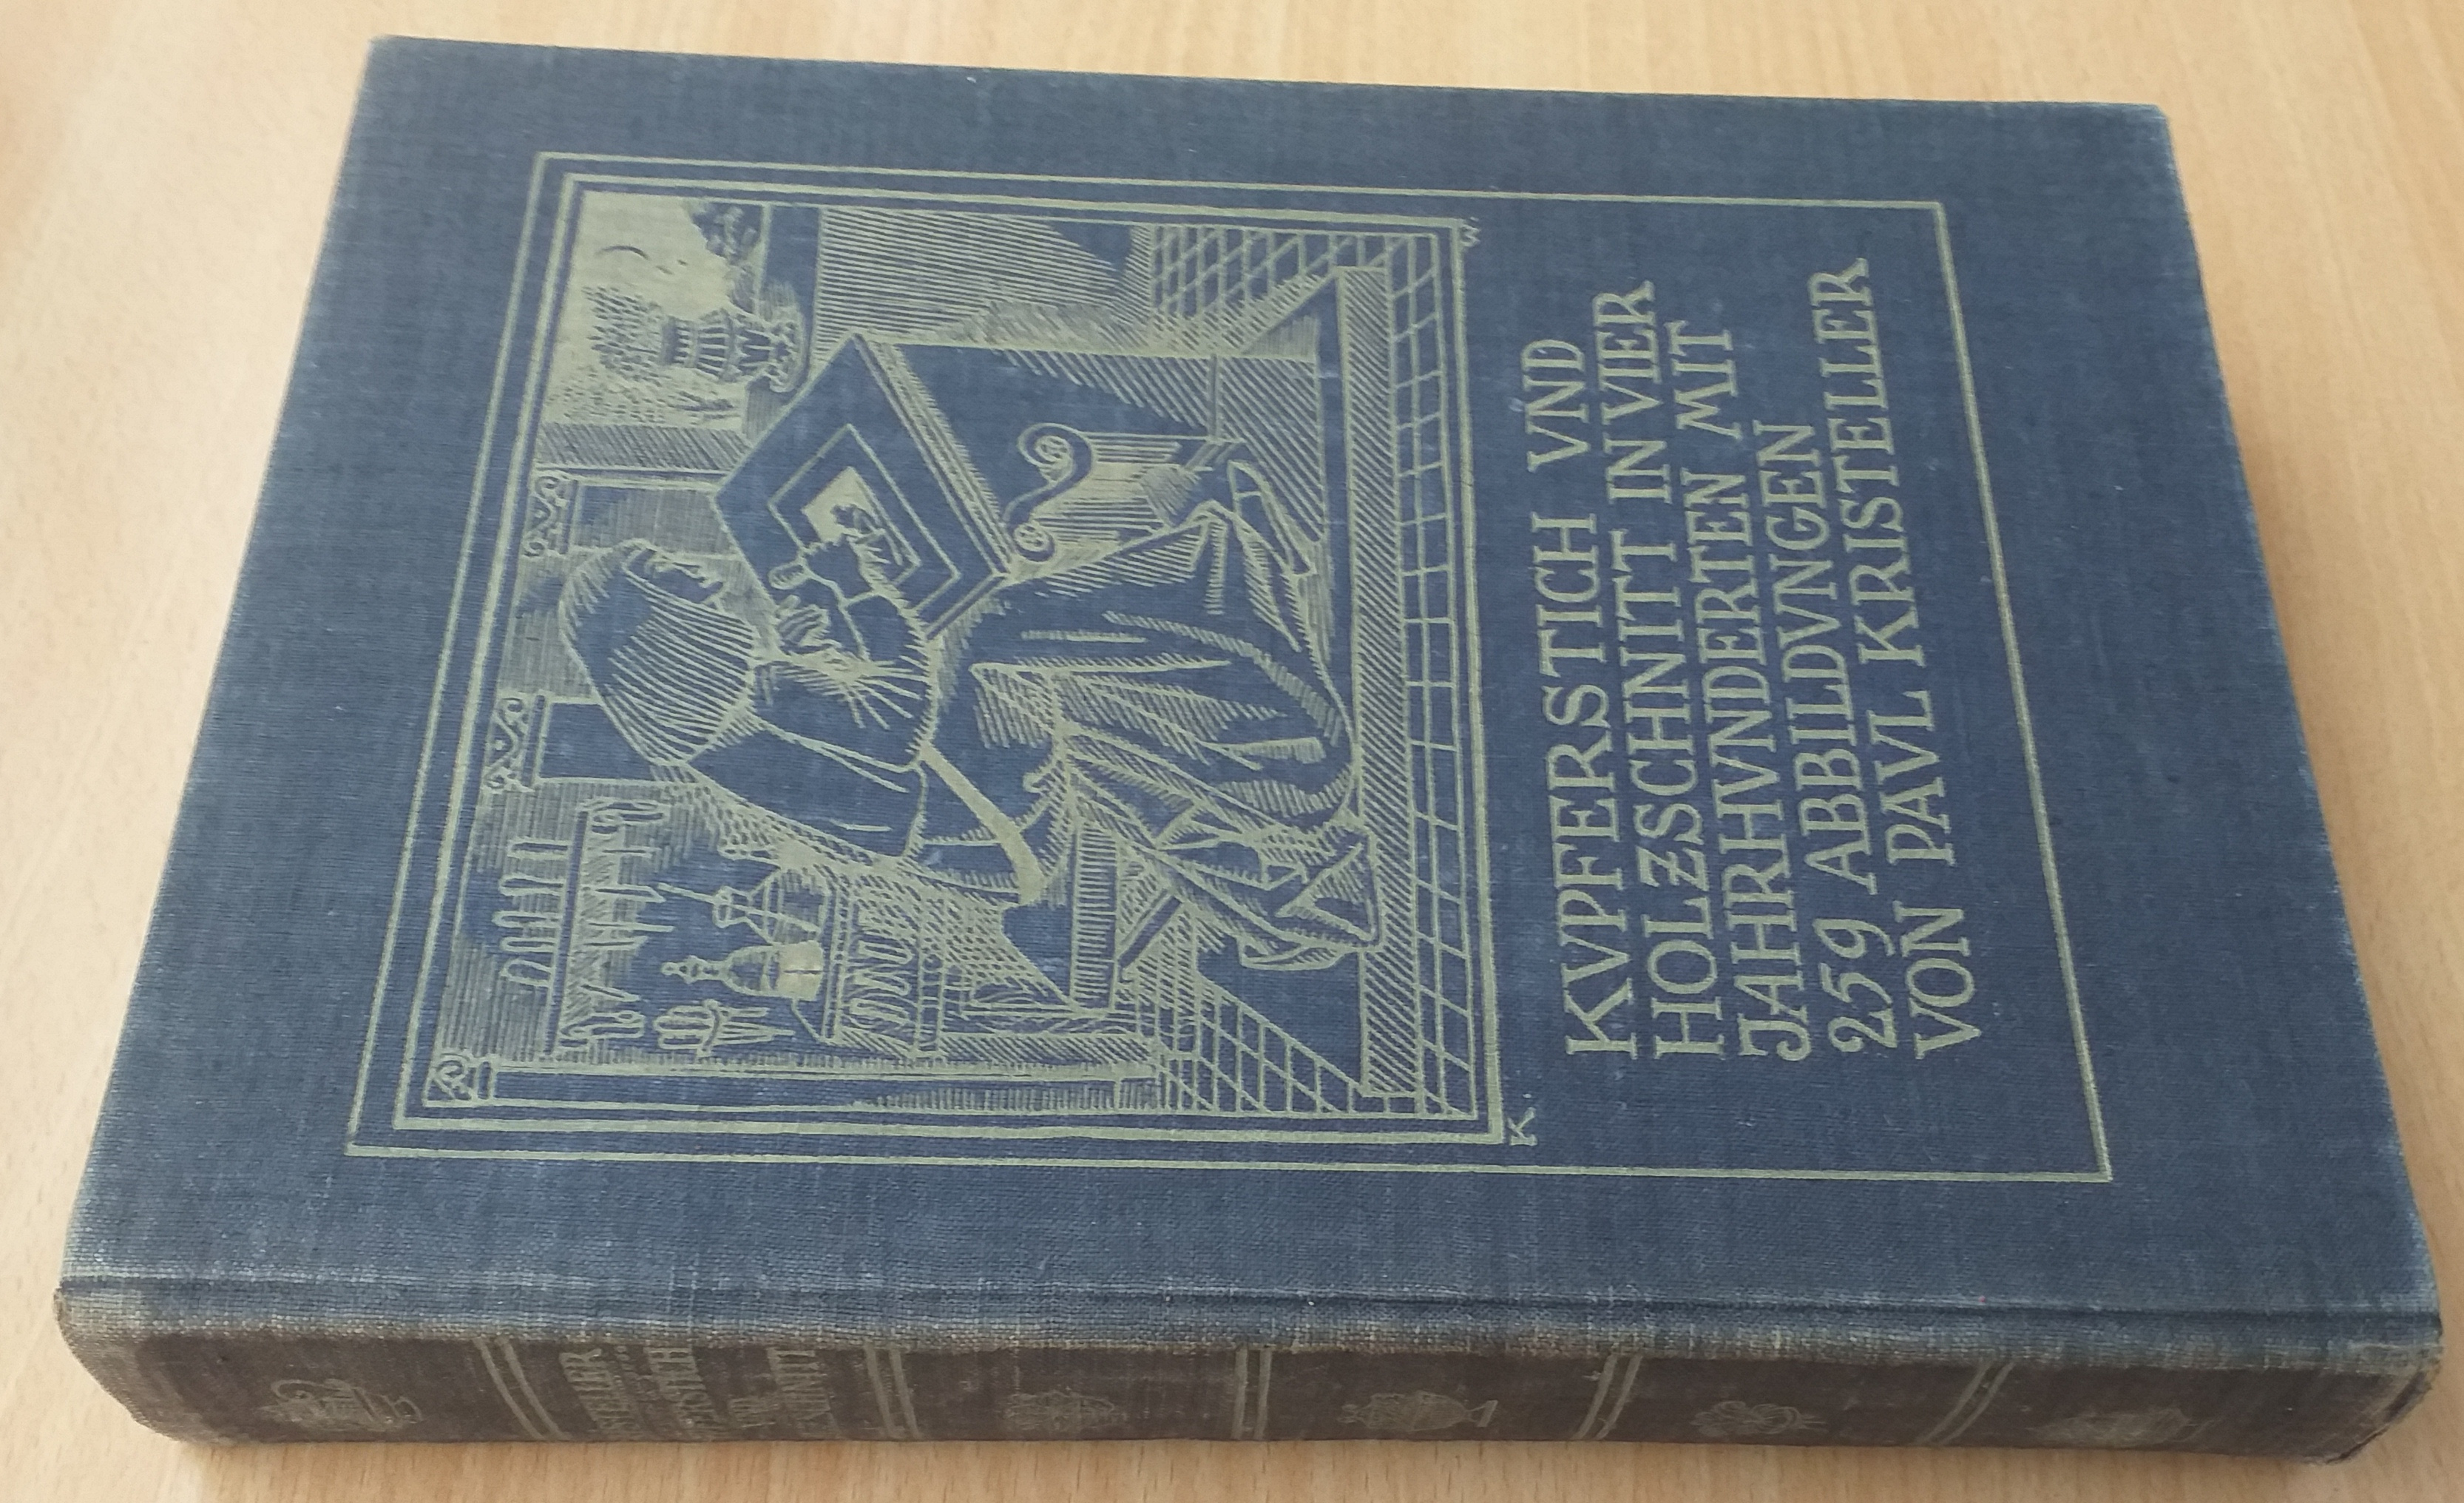 KVPFERSTICH VND
HOLZSCHNITT IN VIER
JAHRHVNDERTEN MIT
259 ABBILDVNGEN
VON PAVL KRISTELLER
K
W